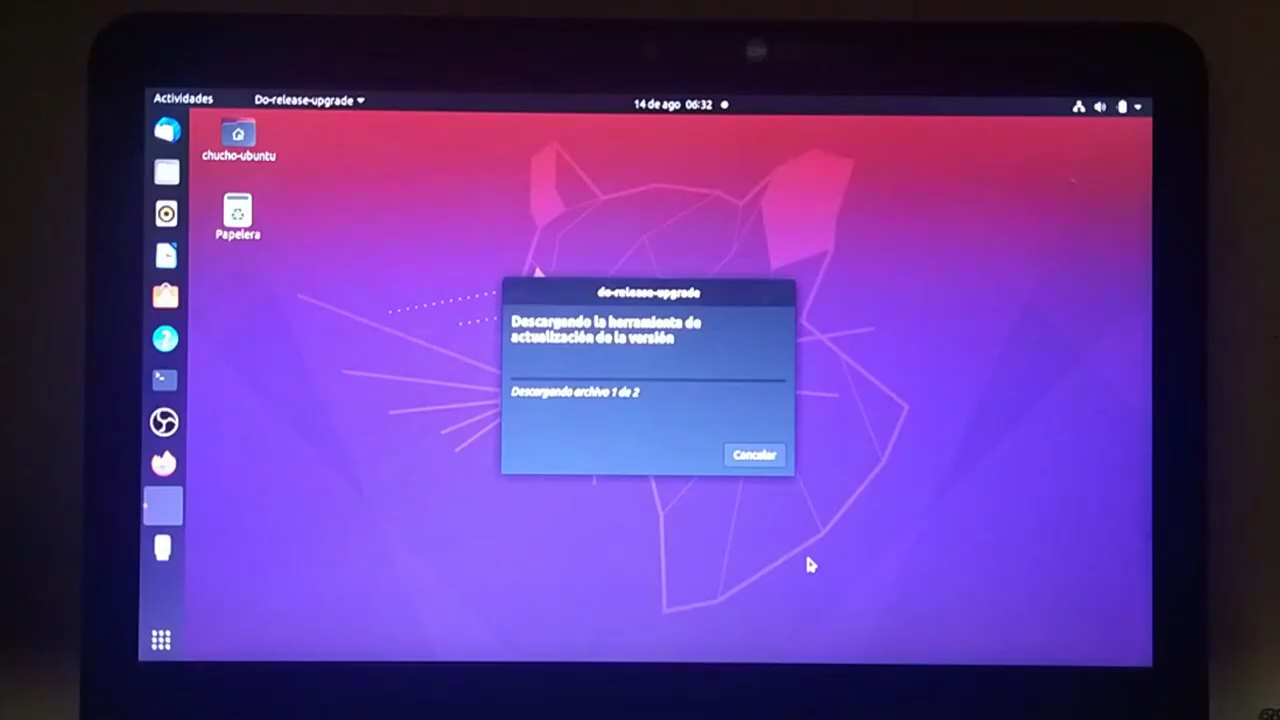 Actividades
Do-release-upgrade
14 de ago 06:32
chucho-ubuntu
Papelera
do-release-upgrade
Descargando la herramienta de
actualización de la versión
Descargando archivo 1 de 2
Cancelar